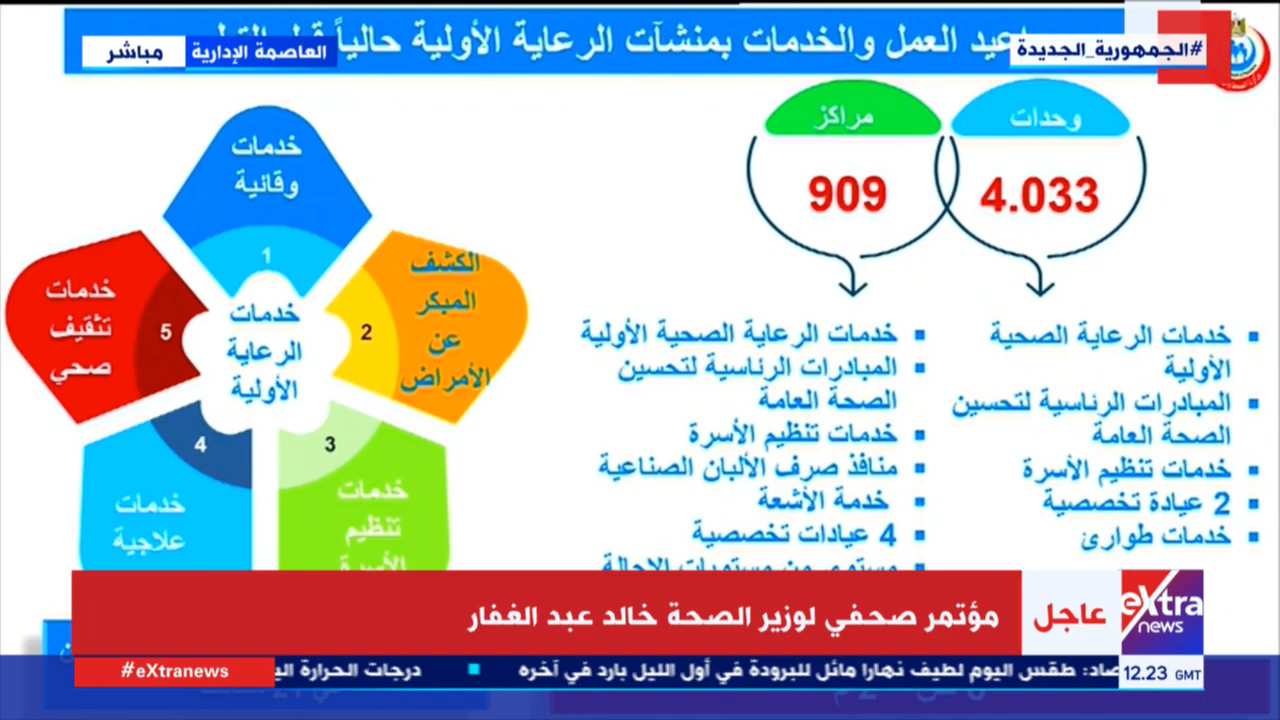 عيد العمل والخدمات بمنشآت الرعاية الأولية حالياً
#الجمهورية_الجديدة
العاصمة الإدارية
مباشر
وحدات
4.033
خدمات الرعاية الصحية
الأولية
المبادرات الرئاسية لتحسين
الصحة العامة
خدمات تنظيم الأسرة
2 عيادة تخصصية
خدمات طوارئ
مراكز
909
خدمات الرعاية الصحية الأولية
المبادرات الرئاسية لتحسين
الصحة العامة
خدمات تنظيم الأسرة
منافذ صرف الألبان الصناعية
خدمة الأشعة
4 عيادات تخصصية
خدمات
الرعاية
الأولية
خدمات
وقائية
1
الكشف
المبكر
عن
الأمراض
2
خدمات
تنظيم
الأسرة
3
خدمات
علاجية
4
خدمات
تثقيف
صحي
5
عاجل
مؤتمر صحفي لوزير الصحة خالد عبد الغفار
eXtra
news
12.23 GMT
صاد: طقس اليوم لطيف نهارا مائل للبرودة في أول الليل بارد في آخره
درجات الحرارة
#eXtranews